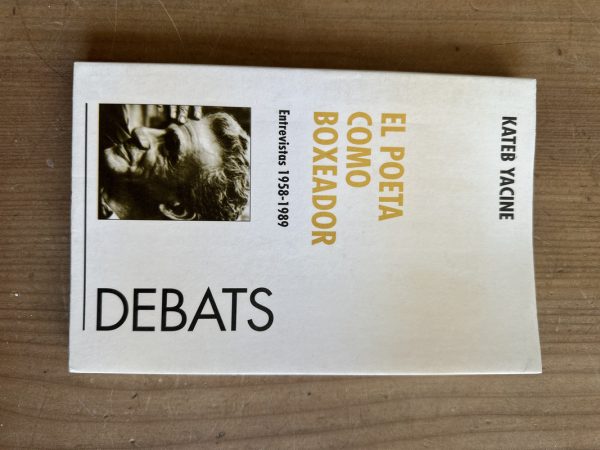 KATEB YACINE
EL POETA
COMO
BOXEADOR
Entrevistas 1958-1989
DEBATS